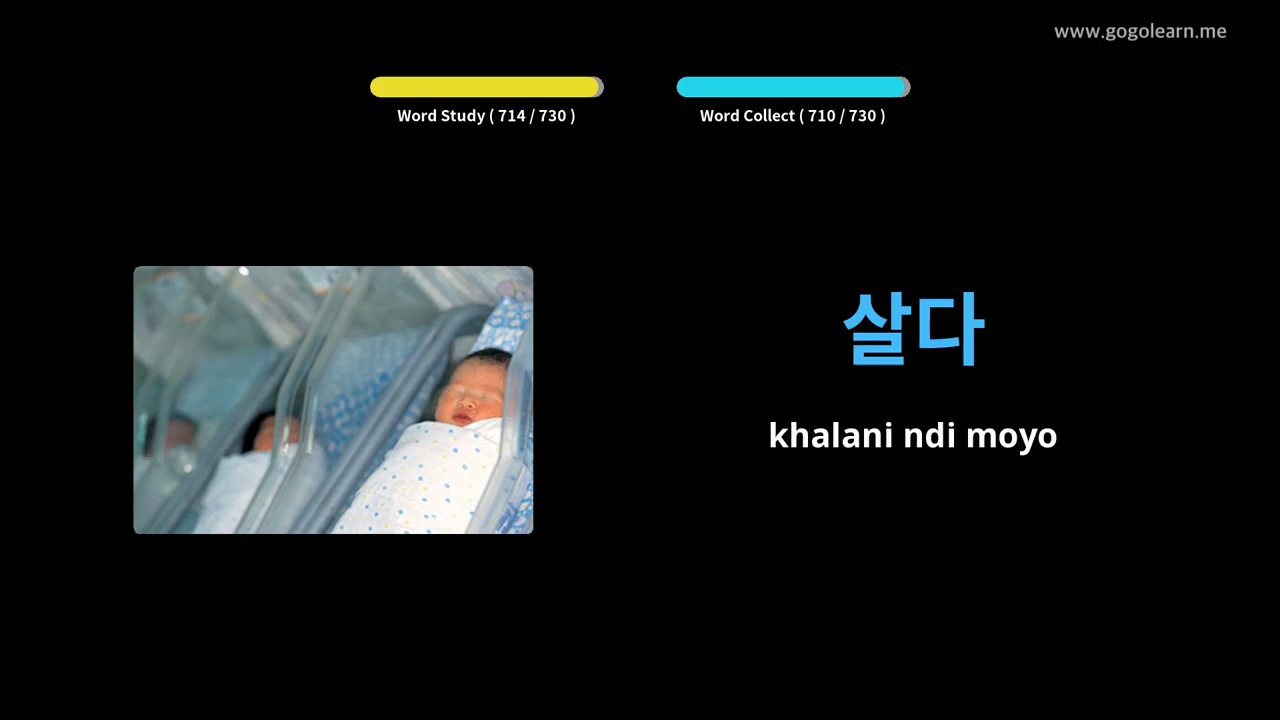 www.gogolearn.me
Word Study ( 714 / 730 )
Word Collect ( 710 / 730 )
살다
khalani ndi moyo